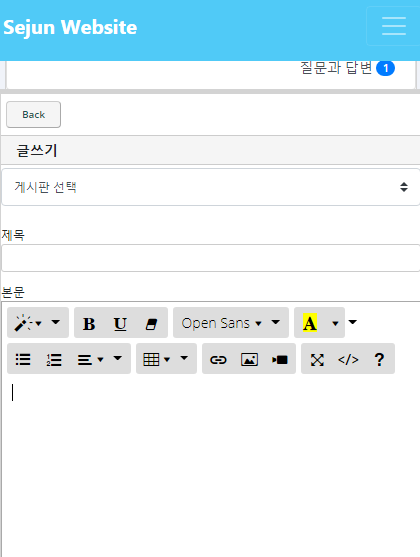 Sejun Website
질문과 답변 1
Back
글쓰기
게시판 선택
제목
본문
B U Open Sans A
</> ?